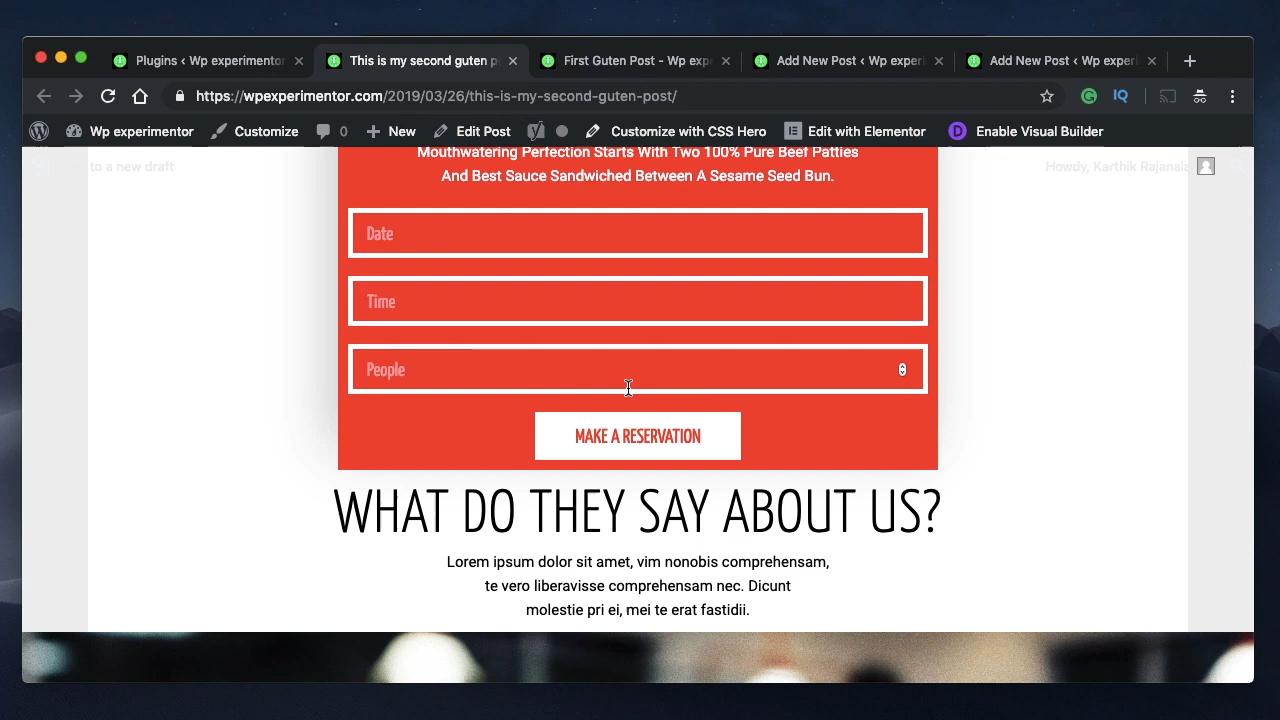 Plugins ‹ Wp experimentor
This is my second guten p
First Guten Post - Wp exp
Add New Post ‹ Wp experi
Add New Post ‹ Wp experi
https://wpexperimentor.com/2019/03/26/this-is-my-second-guten-post/
IQ
Wp experimentor
Customize
0
New
Edit Post
Customize with CSS Hero
Edit with Elementor
D
Enable Visual Builder
to a new draft
Howdy, Karthik Rajanala
Mouthwatering Perfection Starts With Two 100% Pure Beef Patties
And Best Sauce Sandwiched Between A Sesame Seed Bun.
Date
Time
People
MAKE A RESERVATION
WHAT DO THEY SAY ABOUT US?
Lorem ipsum dolor sit amet, vim nonobis comprehensam,
te vero liberavisse comprehensam nec. Dicunt
molestie pri ei, mei te erat fastidii.